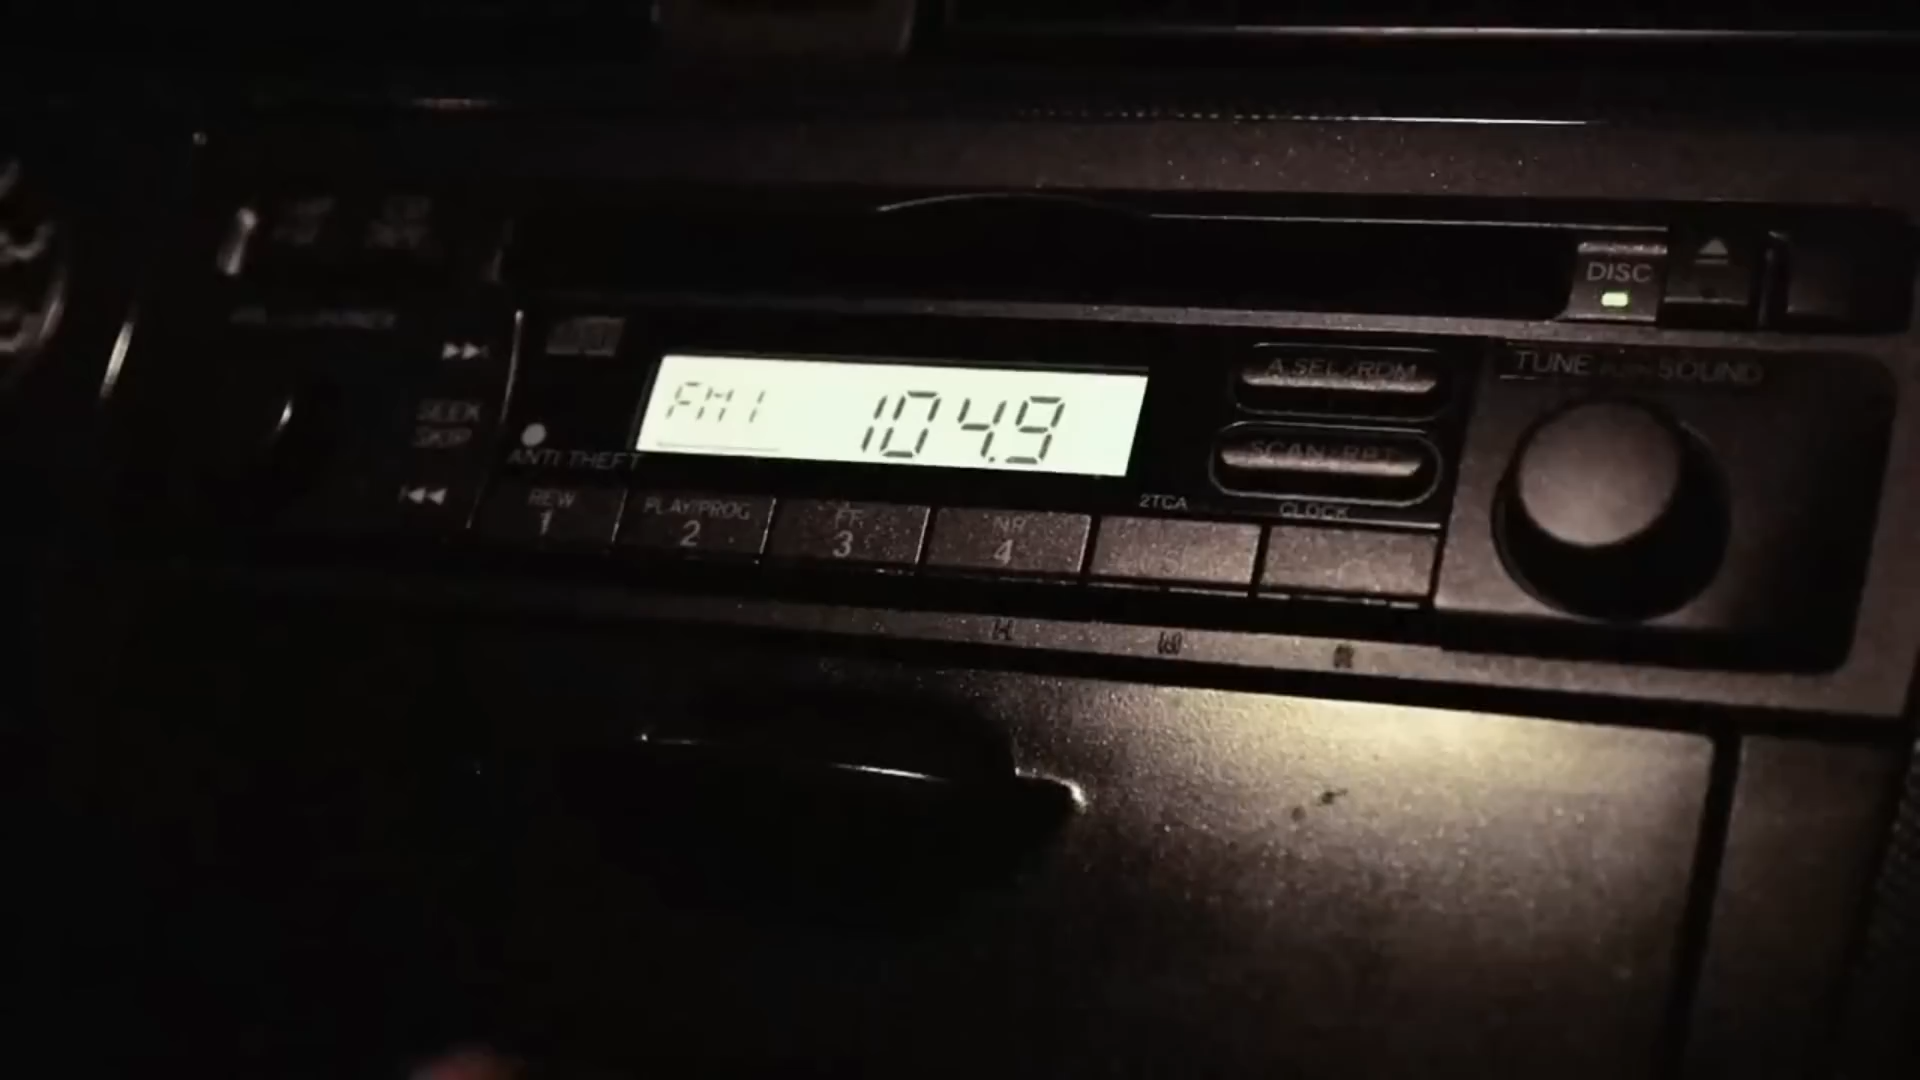 DISC
TUNE PUSH SOUND
A.SEL/RDM
FM1 104.9
SEEK
SKIP
SCAN/RPT
ANTI THEFT
2TCA
CLOCK
REW
1
PLAY/PROG
2
FF
3
NR
4